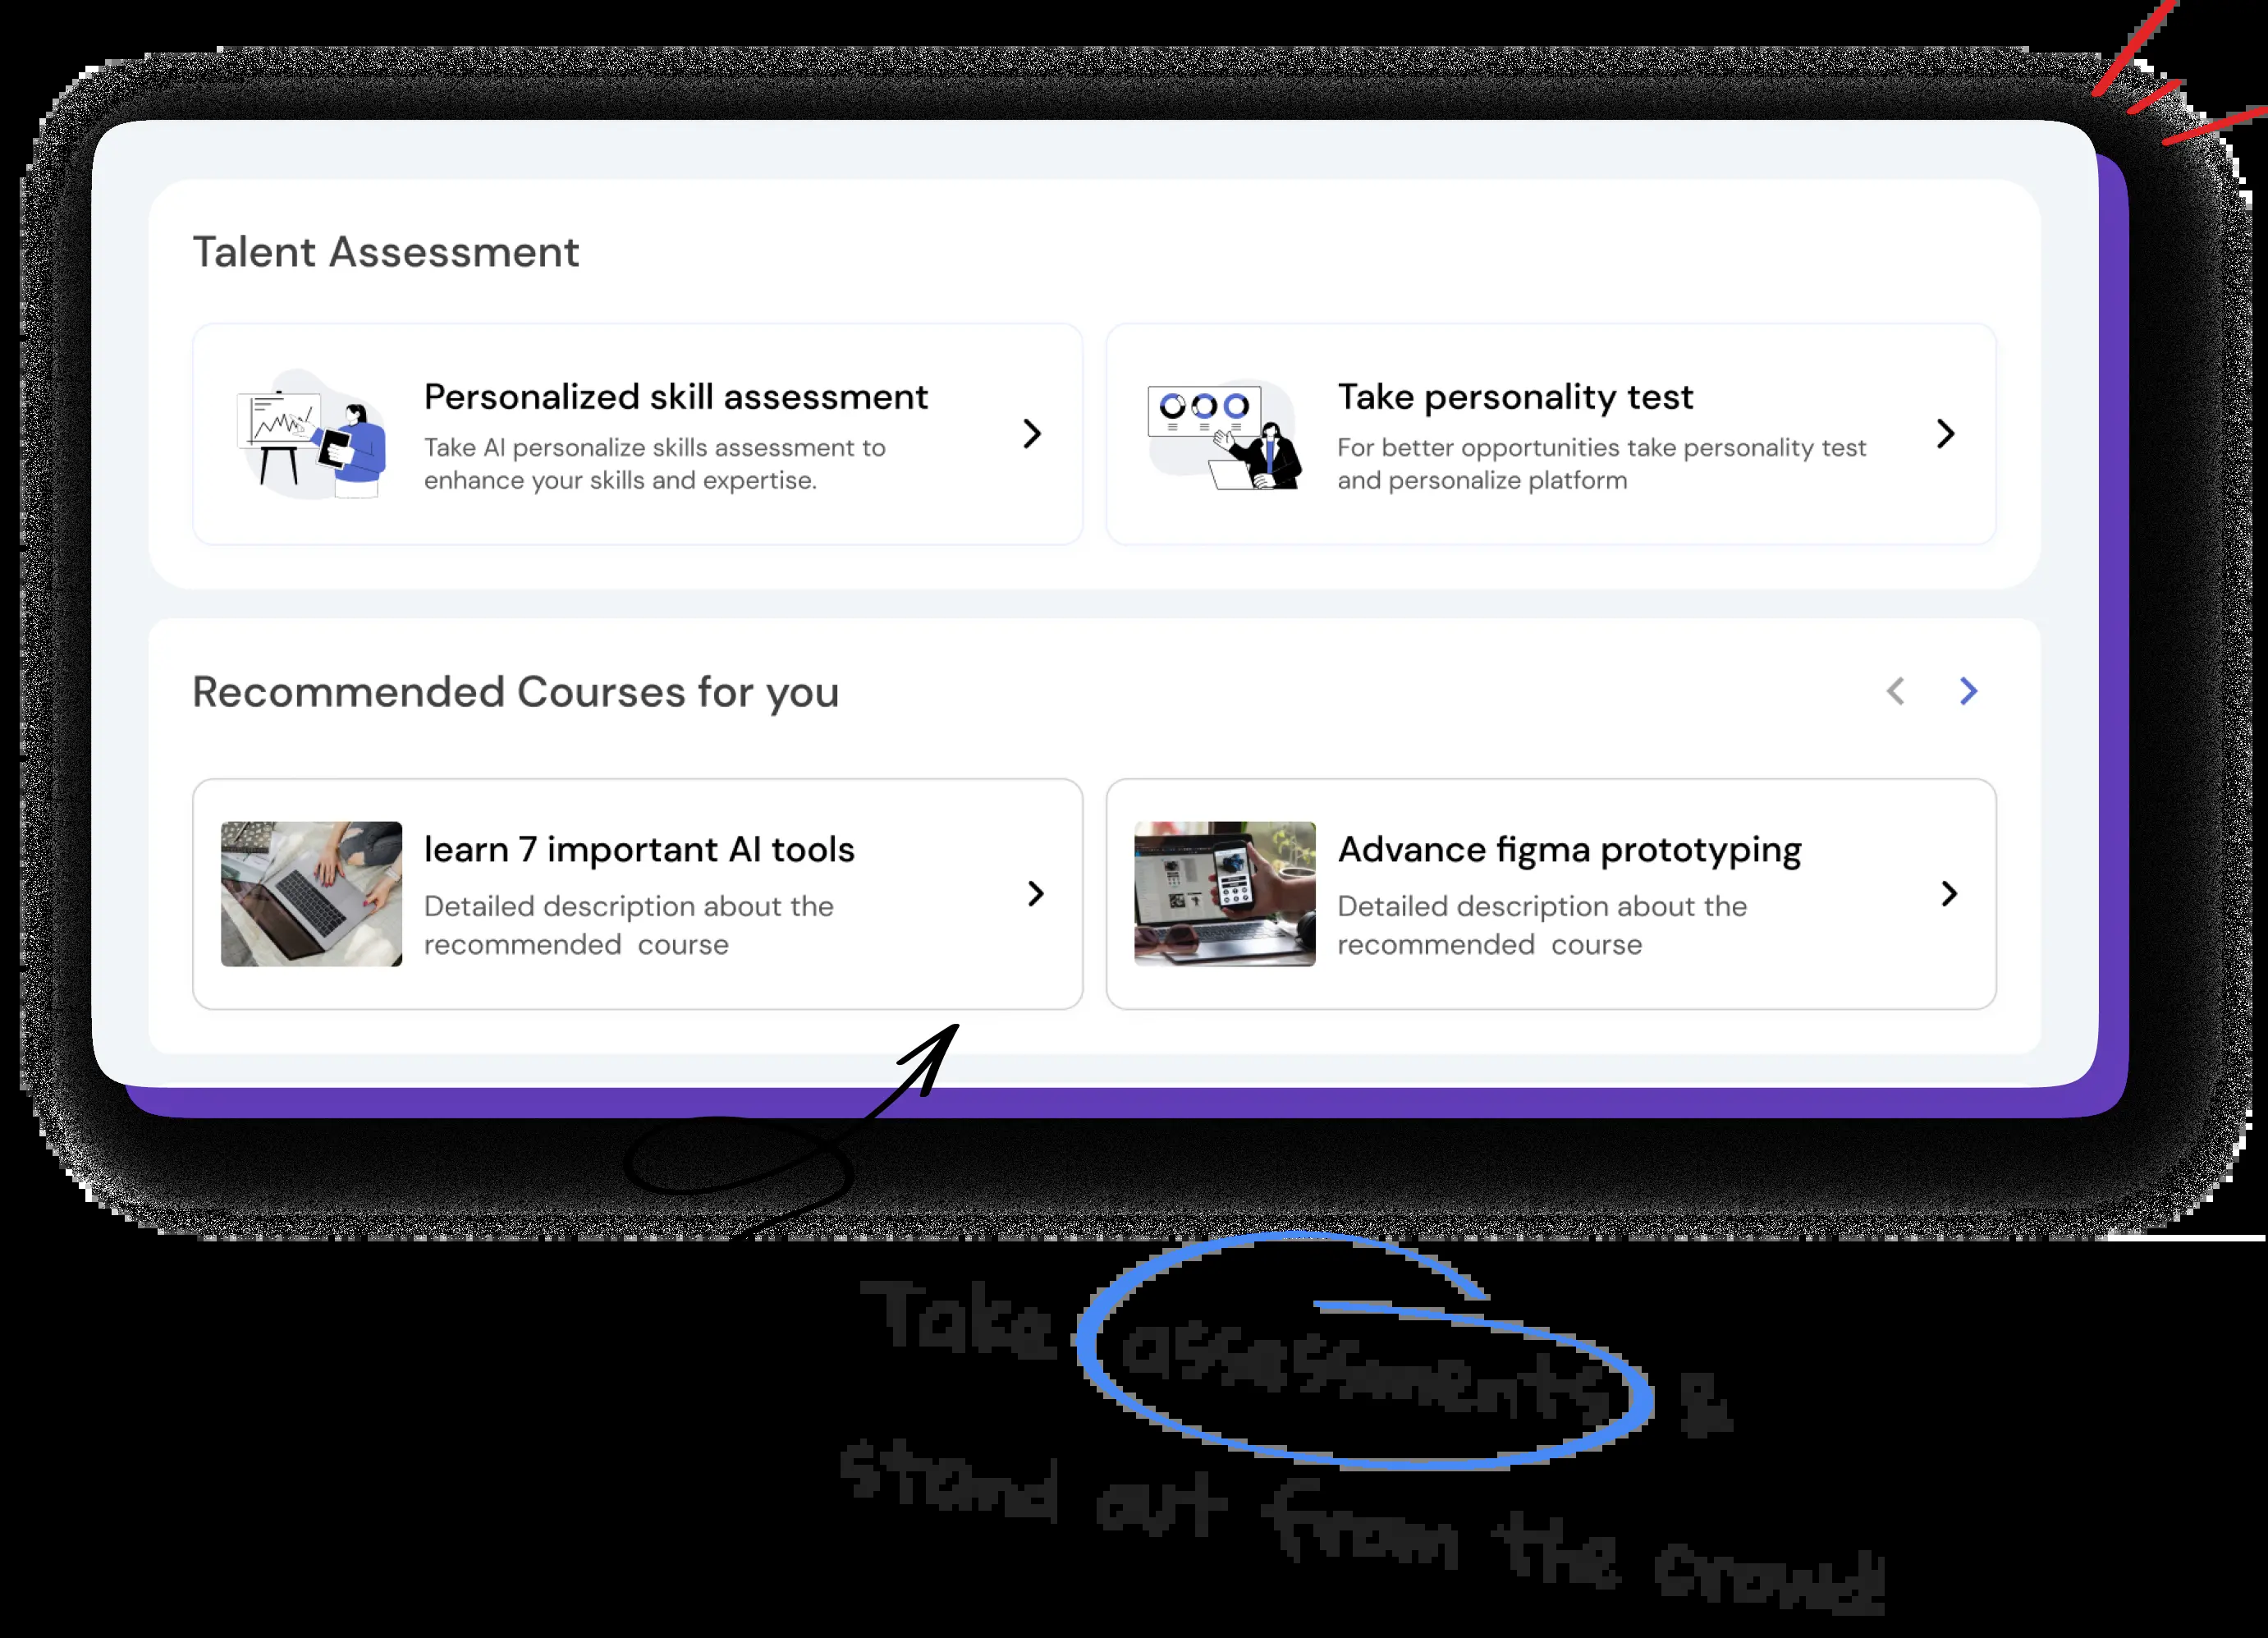 Talent Assessment
Personalized skill assessment
Take AI personalize skills assessment to
enhance your skills and expertise.
Take personality test
For better opportunities take personality test
and personalize platform
Recommended Courses for you
learn 7 important AI tools
Detailed description about the
recommended  course
Advance figma prototyping
Detailed description about the
recommended  course
Take assessments &
stand out from the crowd